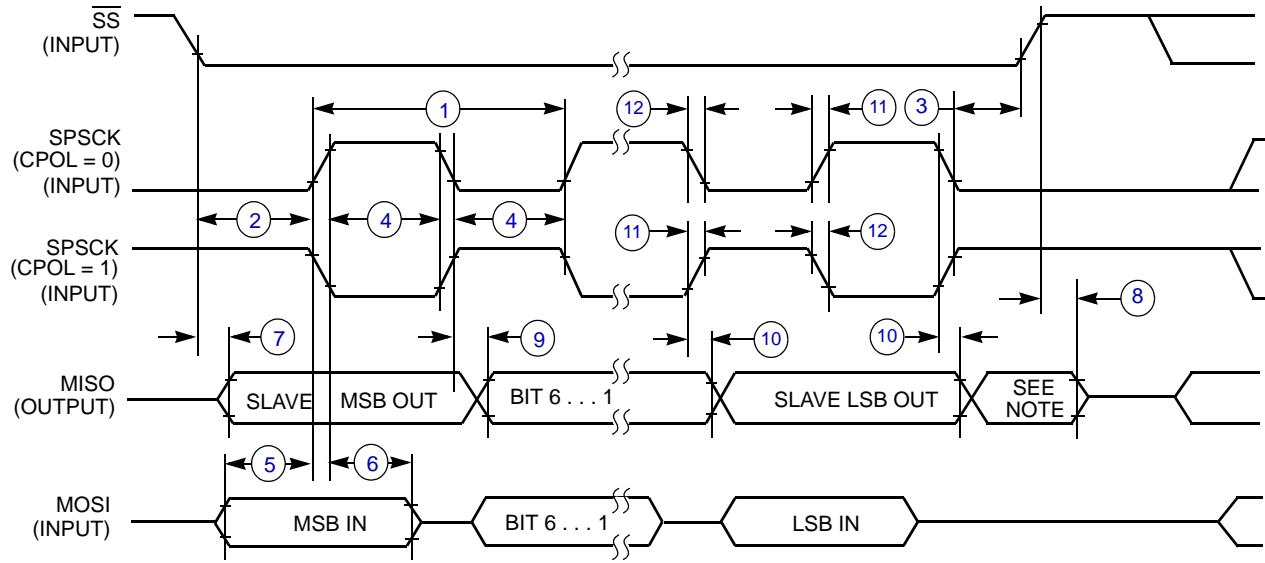 SS
(INPUT)
1
12
11
3
SPSCK
(CPOL = 0)
(INPUT)
2
4
4
11
12
SPSCK
(CPOL = 1)
(INPUT)
8
7
9
10
10
MISO
(OUTPUT)
SLAVE
MSB OUT
BIT 6 . . . 1
SLAVE LSB OUT
SEE
NOTE
5
6
MOSI
(INPUT)
MSB IN
BIT 6 . . . 1
LSB IN